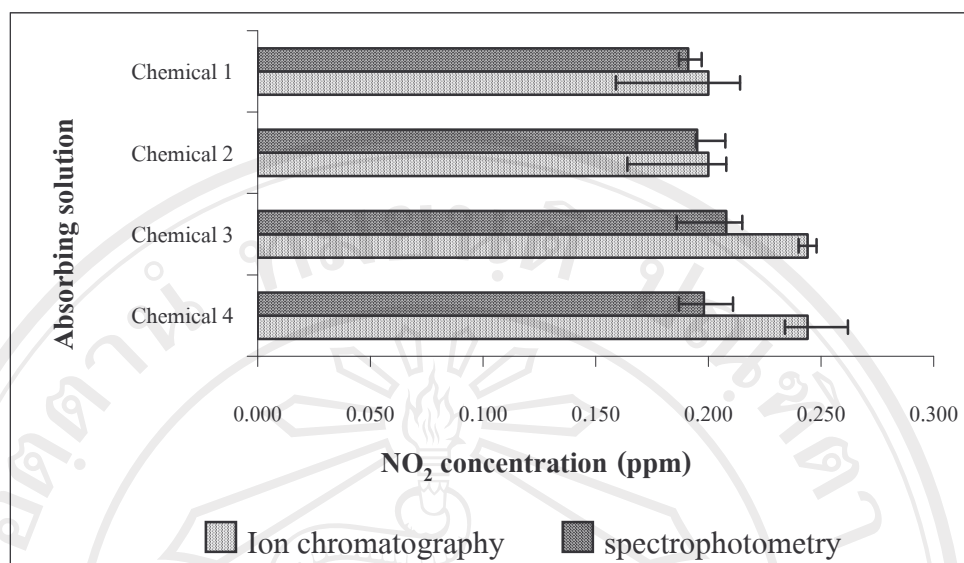 Absorbing solution
Chemical 1
Chemical 2
Chemical 3
Chemical 4
0.000 0.050 0.100 0.150 0.200 0.250 0.300
NO₂ concentration (ppm)
Ion chromatography spectrophotometry